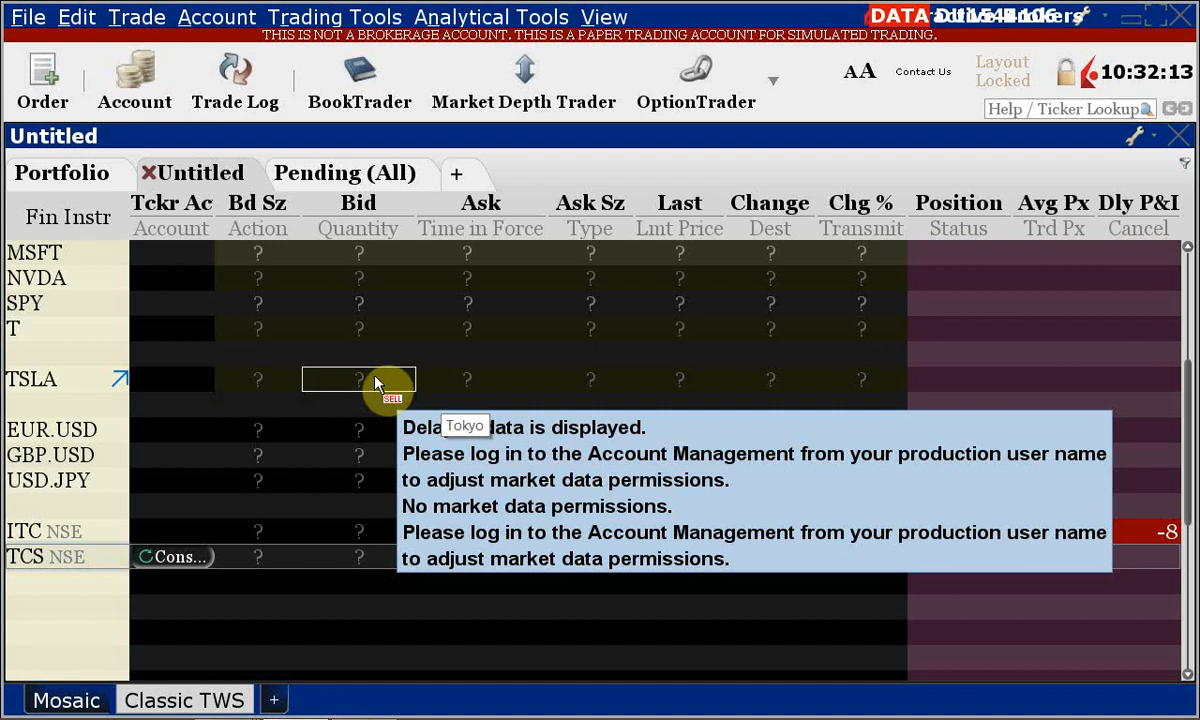 File Edit Trade Account Trading Tools Analytical Tools View DATA
THIS IS NOT A BROKERAGE ACCOUNT. THIS IS A PAPER TRADING ACCOUNT FOR SIMULATED TRADING.
Order Account Trade Log BookTrader Market Depth Trader OptionTrader AA Contact Us Layout Locked 10:32:13
Help / Ticker Lookup
Untitled
Portfolio Untitled Pending (All) +
Fin Instr Tckr Ac Bd Sz Bid Ask Ask Sz Last Change Chg % Position Avg Px Dly P&I
Account Action Quantity Time in Force Type Lmt Price Dest Transmit Status Trd Px Cancel
MSFT ? ? ? ? ? ? ?
NVDA ? ? ? ? ? ? ?
SPY ? ? ? ? ? ? ?
T ? ? ? ? ? ? ?
TSLA ? ? ? ? ? ? ?
SELL
EUR.USD ? ?
GBP.USD ? ?
USD.JPY ? ?
ITC NSE ? ? -8
TCS NSE Cons... ? ?
Tokyo
data is displayed.
Please log in to the Account Management from your production user name
to adjust market data permissions.
No market data permissions.
Please log in to the Account Management from your production user name
to adjust market data permissions.
Mosaic Classic TWS +